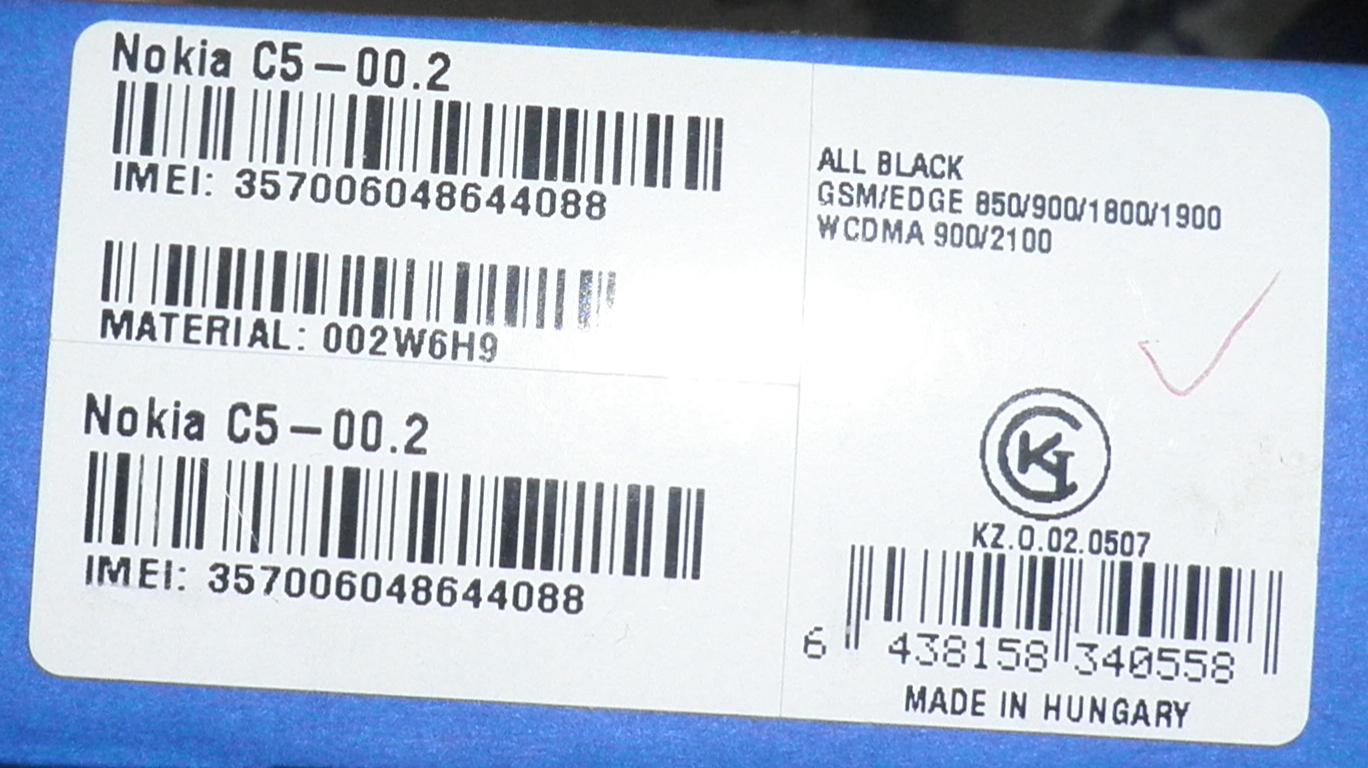 Nokia C5-00.2
IMEI: 357006048644088
MATERIAL: 002W6H9
Nokia C5-00.2
IMEI: 357006048644088
ALL BLACK
GSM/EDGE 850/900/1800/1900
WCDMA 900/2100
KZ.O.02.0507
6 438158 340558
MADE IN HUNGARY